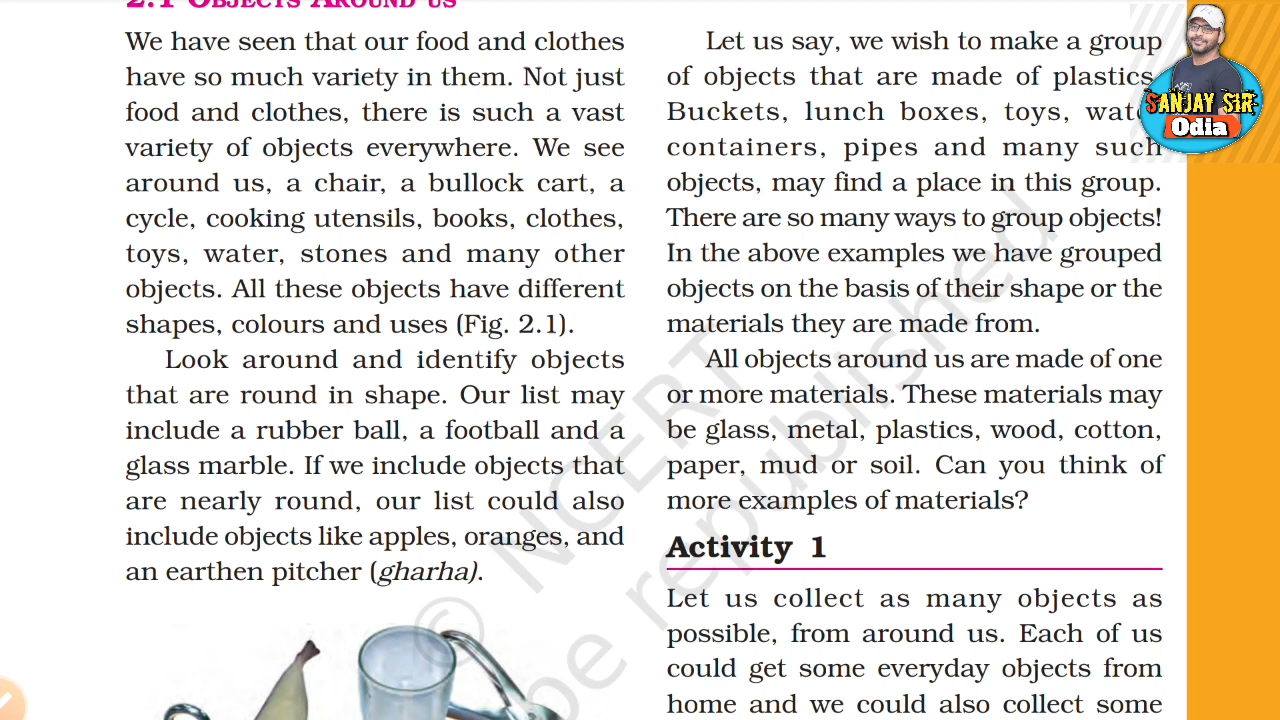 2.1 OBJECTS AROUND US
We have seen that our food and clothes
have so much variety in them. Not just
food and clothes, there is such a vast
variety of objects everywhere. We see
around us, a chair, a bullock cart, a
cycle, cooking utensils, books, clothes,
toys, water, stones and many other
objects. All these objects have different
shapes, colours and uses (Fig. 2.1).
Look around and identify objects
that are round in shape. Our list may
include a rubber ball, a football and a
glass marble. If we include objects that
are nearly round, our list could also
include objects like apples, oranges, and
an earthen pitcher (gharha).
Let us say, we wish to make a group
of objects that are made of plastics
Buckets, lunch boxes, toys,
containers, pipes and many such
objects, may find a place in this group.
There are so many ways to group objects!
In the above examples we have grouped
objects on the basis of their shape or the
materials they are made from.
All objects around us are made of one
or more materials. These materials may
be glass, metal, plastics, wood, cotton,
paper, mud or soil. Can you think of
more examples of materials?
Activity 1
Let us collect as many objects as
possible, from around us. Each of us
could get some everyday objects from
home and we could also collect some
© NCERT
be republished
SANJAY SIR
Odia